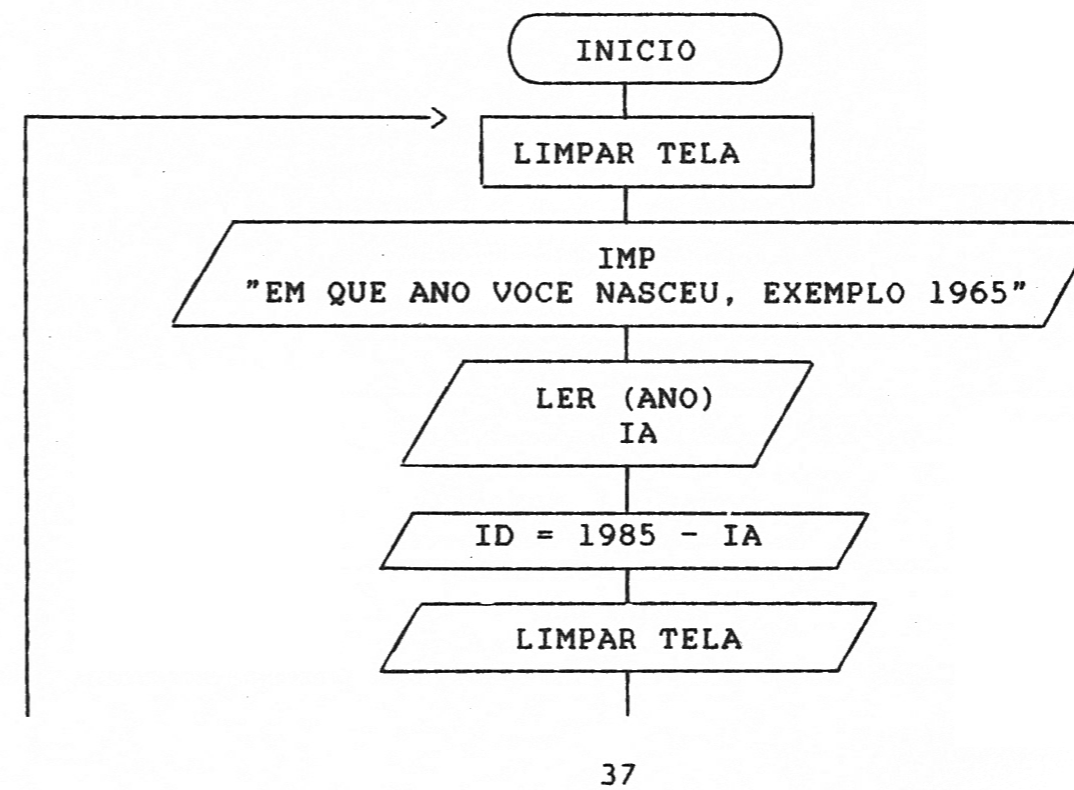 INICIO
LIMPAR TELA
IMP
"EM QUE ANO VOCE NASCEU, EXEMPLO 1965"
LER (ANO)
IA
ID = 1985 - IA
LIMPAR TELA
37